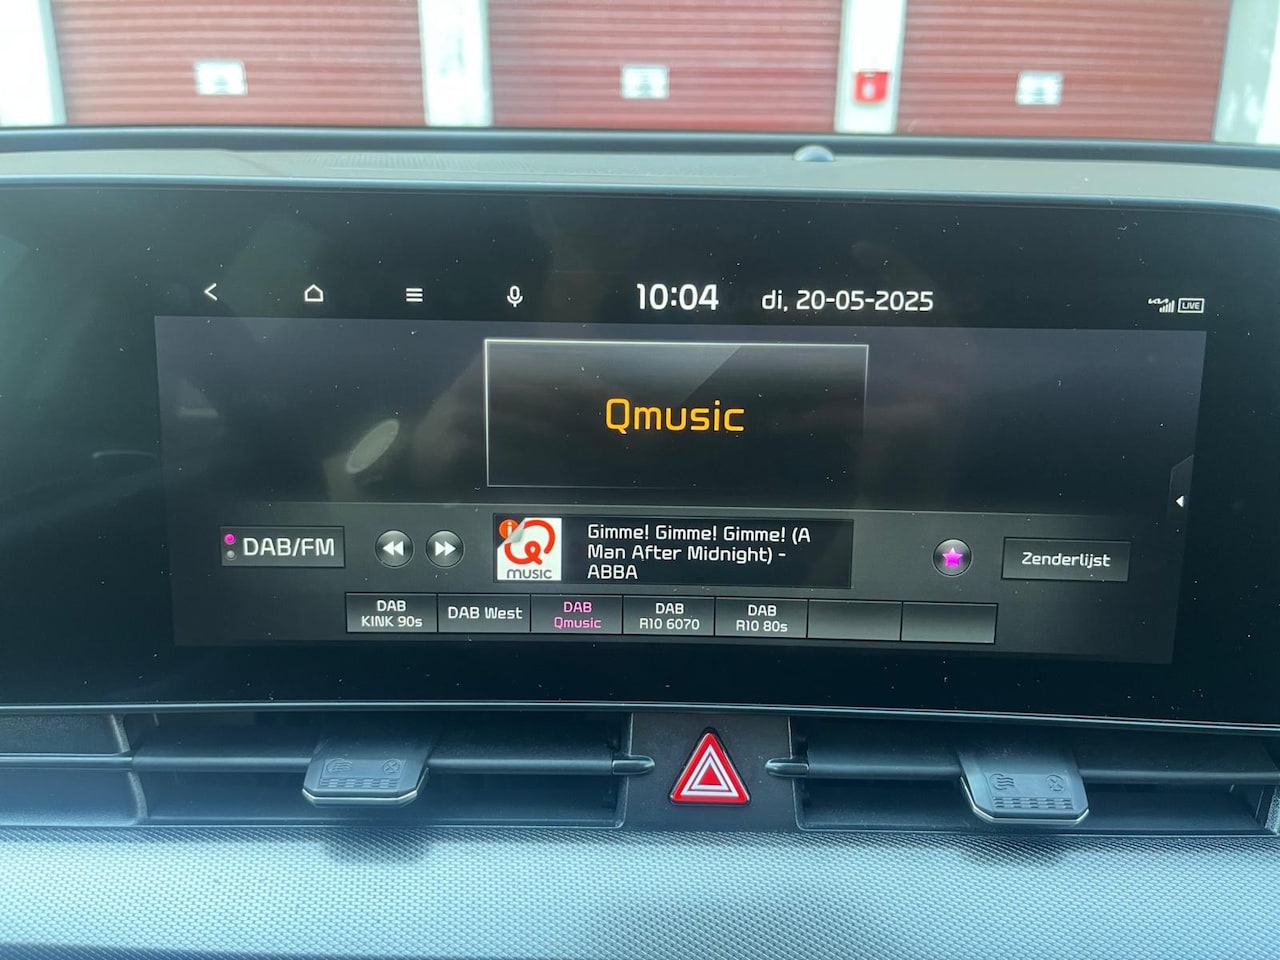 10:04
di, 20-05-2025
LIVE
Qmusic
DAB/FM
Q
music
Gimme! Gimme! Gimme! (A
Man After Midnight) -
ABBA
Zenderlijst
DAB
KINK 90s
DAB West
DAB
Qmusic
DAB
R10 6070
DAB
R10 80s